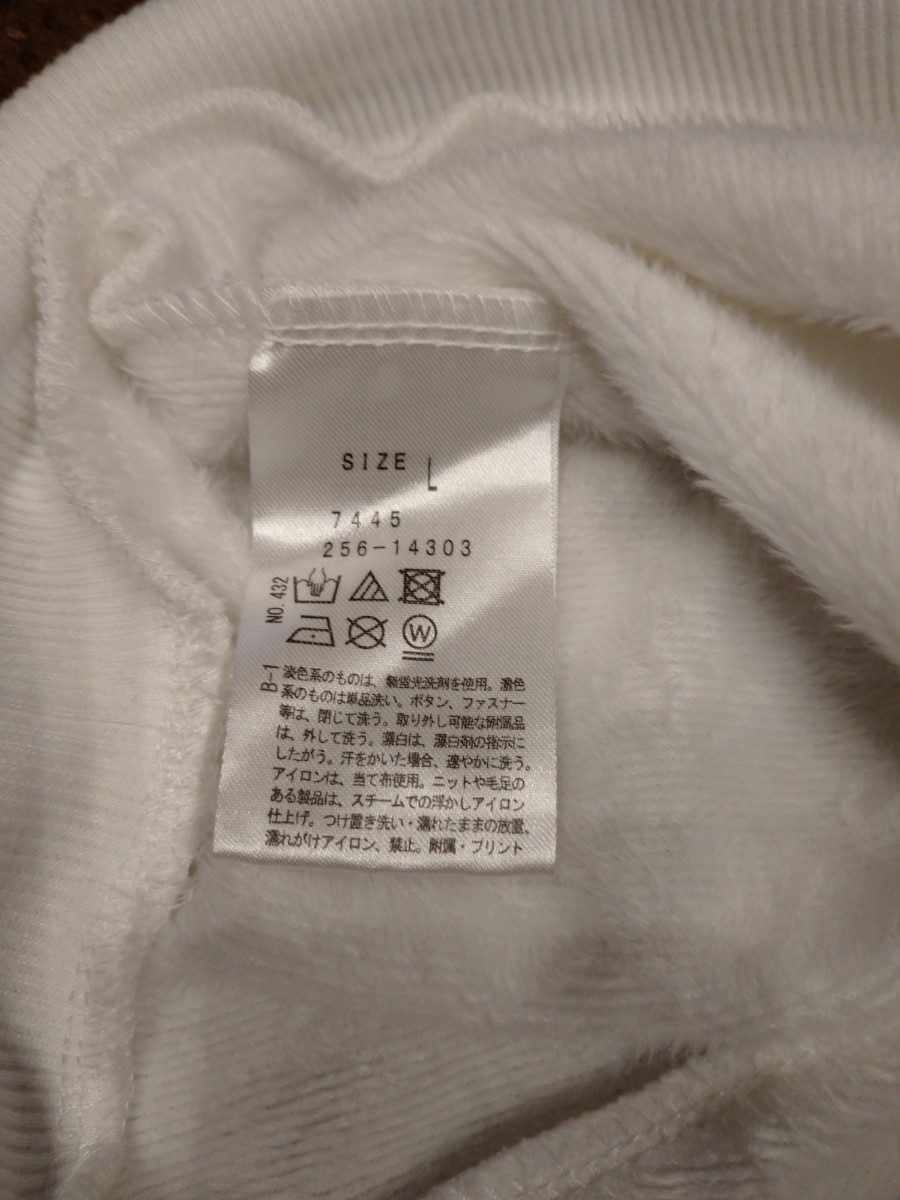 SIZE L
7445
256-14303
NO.432
W
B-1
淡色系のものは、無蛍光洗剤を使用。濃色
系のものは単品洗い。ボタン、ファスナー
等は、閉じて洗う。取り外し可能な附属品
は、外して洗う。漂白は、漂白剤の指示に
したがう。汗をかいた場合、速やかに洗う。
アイロンは、当て布使用。ニットや毛足の
ある製品は、スチームでの浮かしアイロン
仕上げ。つけ置き洗い・濡れたままの放置、
濡れがけアイロン、禁止。附属・プリント